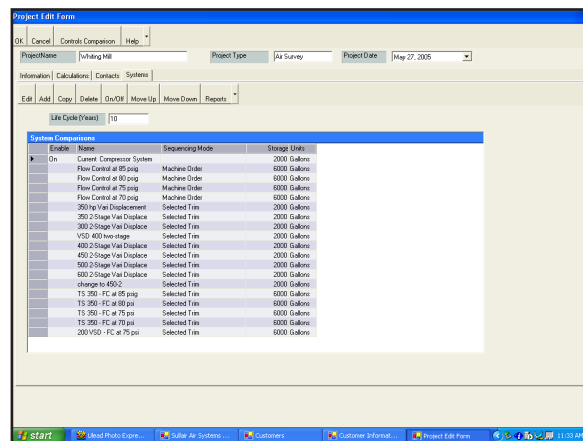 Project Edit Form
OK Cancel Controls Comparison Help
ProjectName Whiting Mill Project Type Air Survey Project Date May 27, 2005
Information Calculations Contacts Systems
Edit Add Copy Delete On/Off Move Up Move Down Reports
Life Cycle (Years) 10
System Comparisons
Enable Name Sequencing Mode Storage Units
On Current Compressor System 2000 Gallons
Flow Control at 85 psig Machine Order 6000 Gallons
Flow Control at 80 psig Machine Order 6000 Gallons
Flow Control at 75 psig Machine Order 6000 Gallons
Flow Control at 70 psig Machine Order 6000 Gallons
350 hp Vari Displacement Selected Trim 2000 Gallons
350 2-Stage Vari Displace Selected Trim 2000 Gallons
300 2-Stage Vari Displace Selected Trim 2000 Gallons
VSD 400 two-stage Selected Trim 2000 Gallons
400 2-Stage Vari Displace Selected Trim 2000 Gallons
450 2-Stage Vari Displace Selected Trim 2000 Gallons
500 2-Stage Vari Displace Selected Trim 2000 Gallons
600 2-Stage Vari Displace Selected Trim 2000 Gallons
change to 450-2 Selected Trim 2000 Gallons
TS 350 - FC at 85 psig Selected Trim 6000 Gallons
TS 350 - FC at 80 psi Selected Trim 6000 Gallons
TS 350 - FC at 75 psi Selected Trim 6000 Gallons
TS 350 - FC at 70 psi Selected Trim 6000 Gallons
200 VSD - FC at 75 psi Selected Trim 6000 Gallons
start Ulead Photo Expre... Sullair Air Systems ... Customers Customer Informat... Project Edit Form 11:33 AM